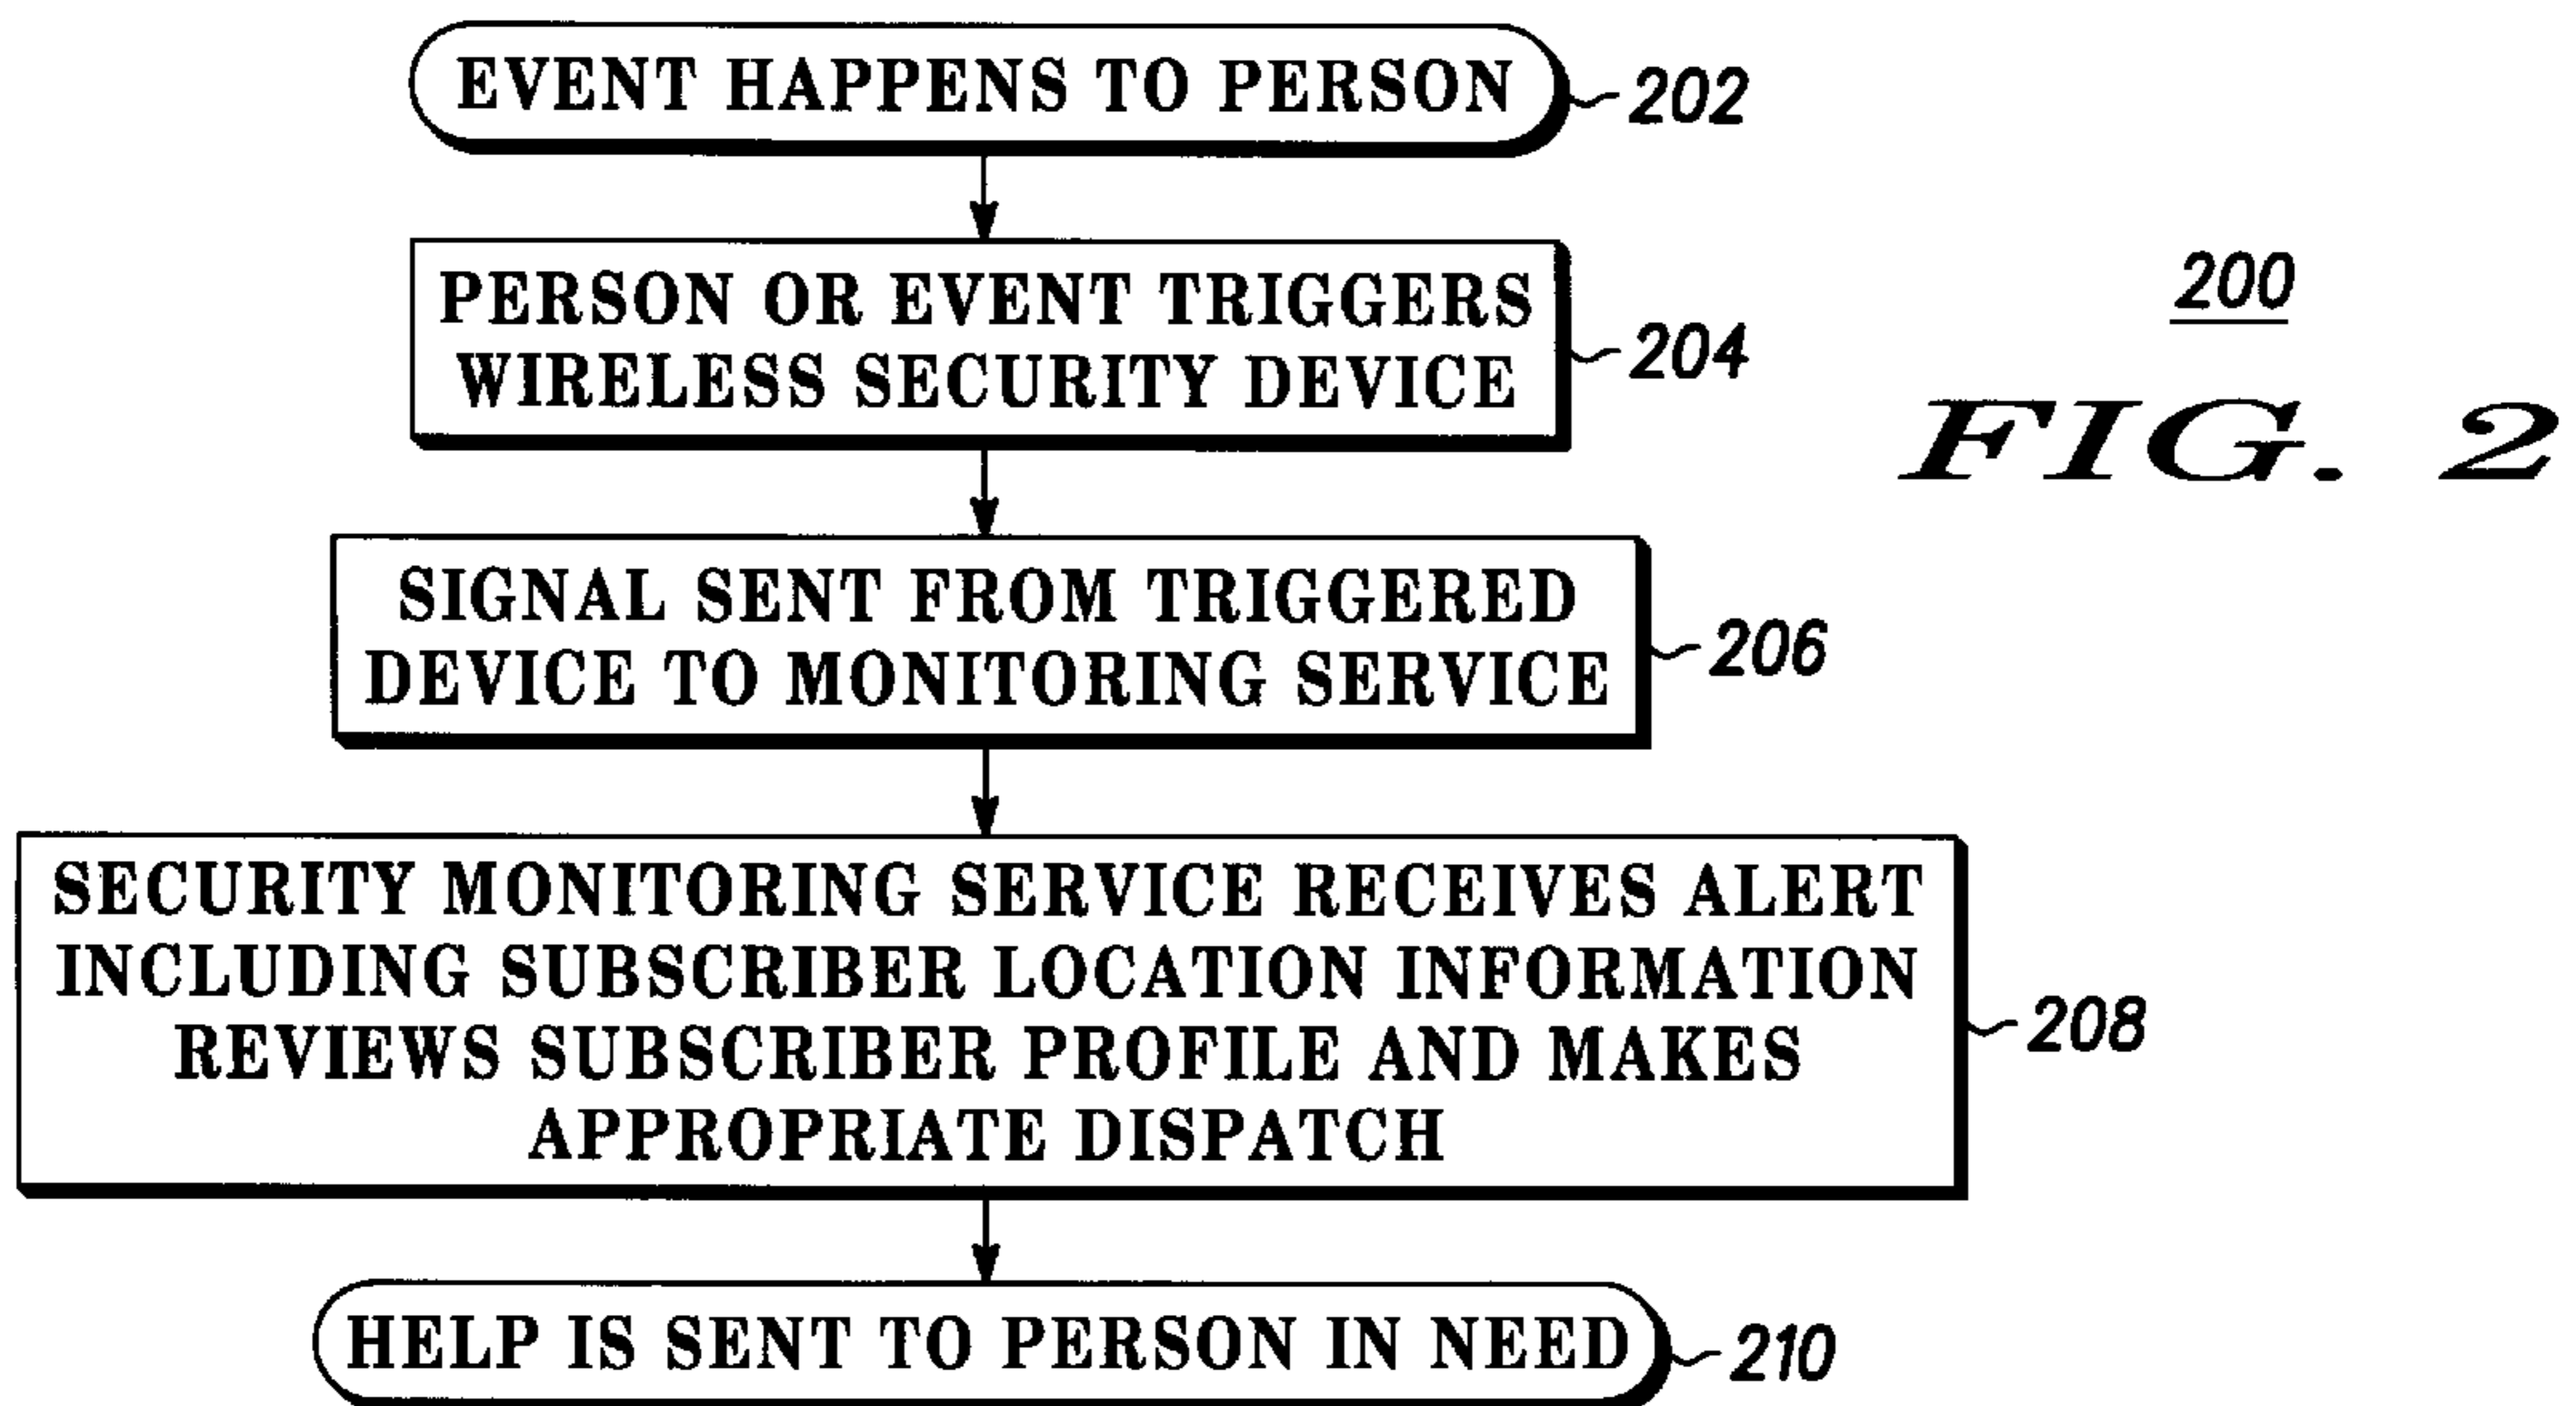 EVENT HAPPENS TO PERSON
202
PERSON OR EVENT TRIGGERS
WIRELESS SECURITY DEVICE
204
200
FIG. 2
SIGNAL SENT FROM TRIGGERED
DEVICE TO MONITORING SERVICE
206
SECURITY MONITORING SERVICE RECEIVES ALERT
INCLUDING SUBSCRIBER LOCATION INFORMATION
REVIEWS SUBSCRIBER PROFILE AND MAKES
APPROPRIATE DISPATCH
208
HELP IS SENT TO PERSON IN NEED
210